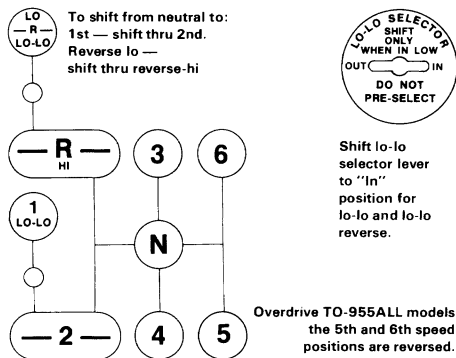 LO
— R —
LO-LO
To shift from neutral to:
1st — shift thru 2nd.
Reverse lo —
shift thru reverse-hi
LO-LO SELECTOR
SHIFT
ONLY
WHEN IN LOW
OUT IN
DO NOT
PRE-SELECT
— R —
HI
3
6
Shift lo-lo
selector lever
to "In"
position for
lo-lo and lo-lo
reverse.
1
LO-LO
N
— 2 —
4
5
Overdrive TO-955ALL models
the 5th and 6th speed
positions are reversed.